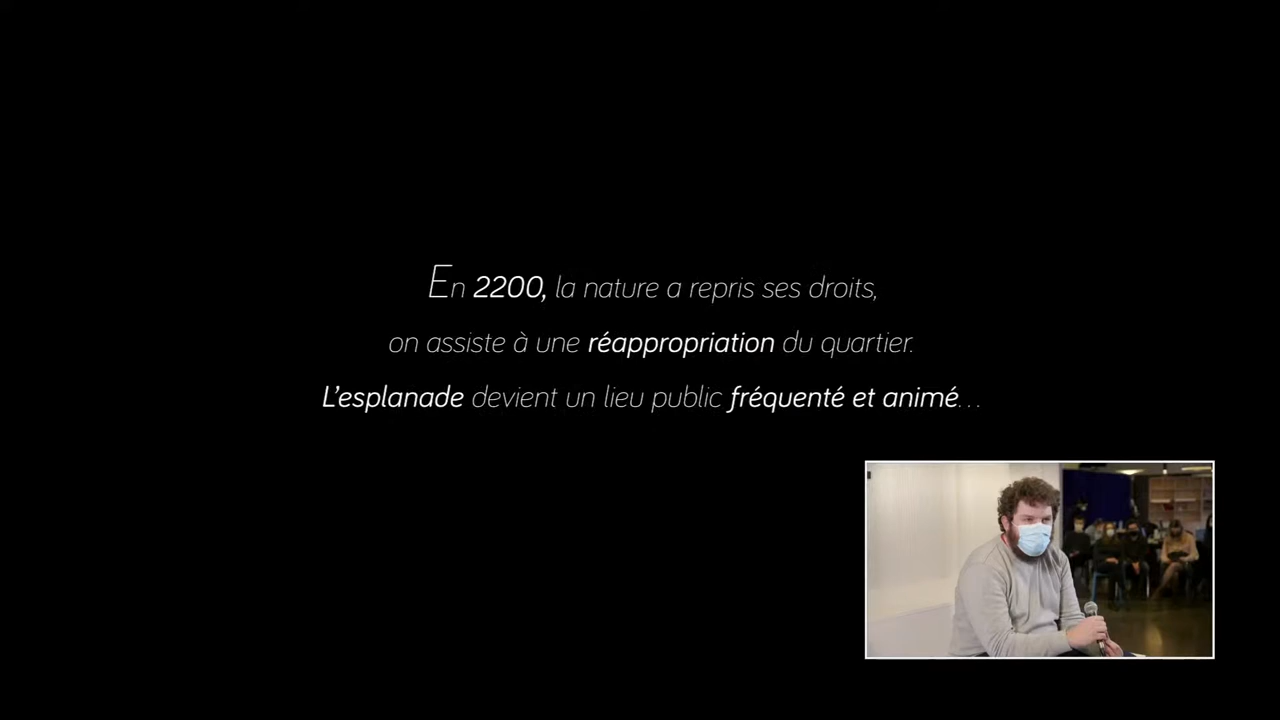 En 2200, la nature a repris ses droits,
on assiste à une réappropriation du quartier.
L'esplanade devient un lieu public fréquenté et animé...